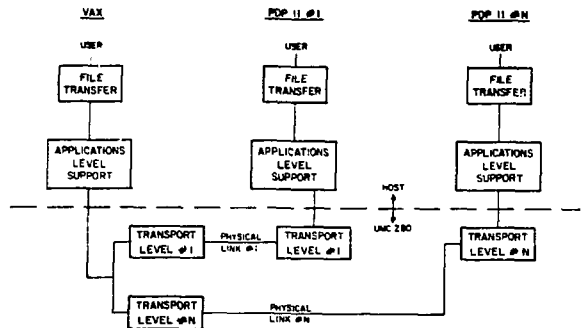 VAX
PDP 11 #1
PDP 11 #N
USER
USER
USER
FILE
TRANSFER
FILE
TRANSFER
FILE
TRANSFER
APPLICATIONS
LEVEL
SUPPORT
APPLICATIONS
LEVEL
SUPPORT
APPLICATIONS
LEVEL
SUPPORT
HOST
UMC Z80
TRANSPORT
LEVEL #1
PHYSICAL
LINK #1
TRANSPORT
LEVEL #1
TRANSPORT
LEVEL #N
TRANSPORT
LEVEL #N
PHYSICAL
LINK #N